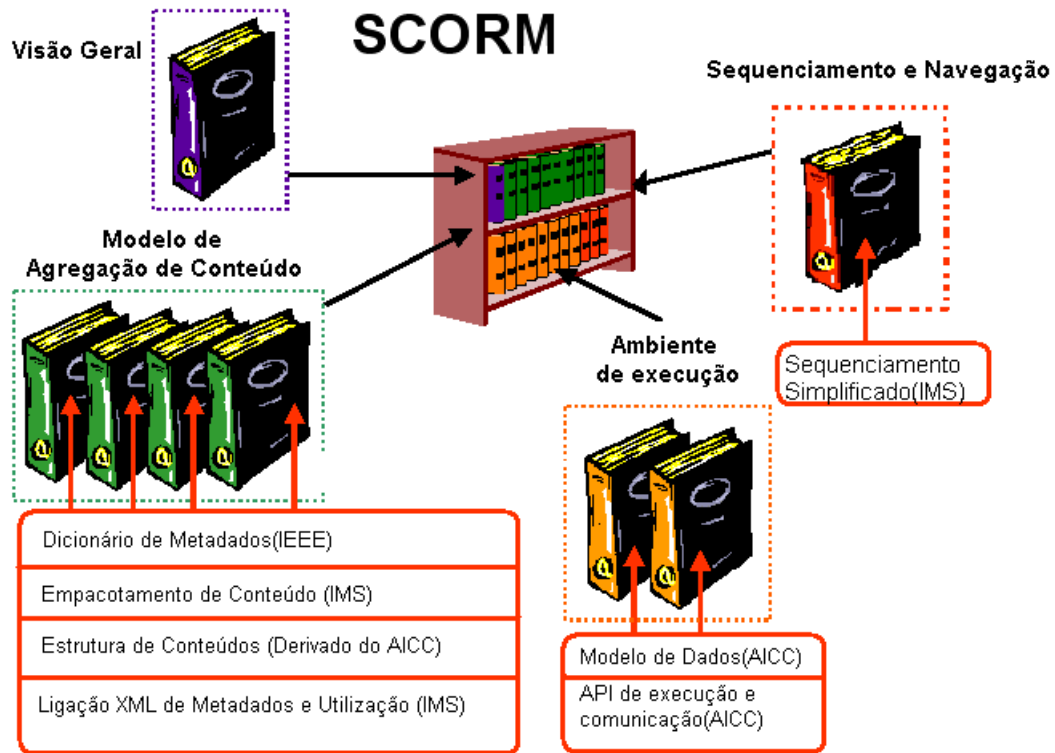 SCORM
Visão Geral
Sequenciamento e Navegação
Modelo de
Agregação de Conteúdo
Ambiente
de execução
Sequenciamento
Simplificado(IMS)
Dicionário de Metadados(IEEE)
Empacotamento de Conteúdo (IMS)
Estrutura de Conteúdos (Derivado do AICC)
Ligação XML de Metadados e Utilização (IMS)
Modelo de Dados(AICC)
API de execução e
comunicação(AICC)